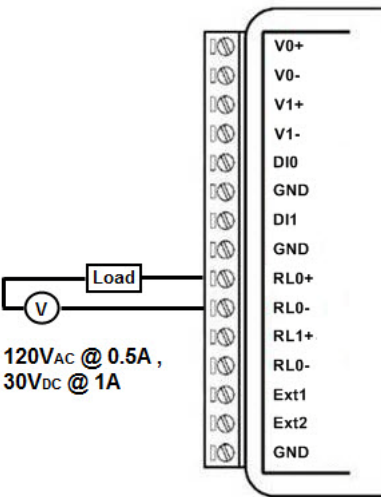 V0+
V0-
V1+
V1-
DI0
GND
DI1
GND
Load
RL0+
V
RL0-
RL1+
120VAC @ 0.5A ,
30VDC @ 1A
RL0-
Ext1
Ext2
GND